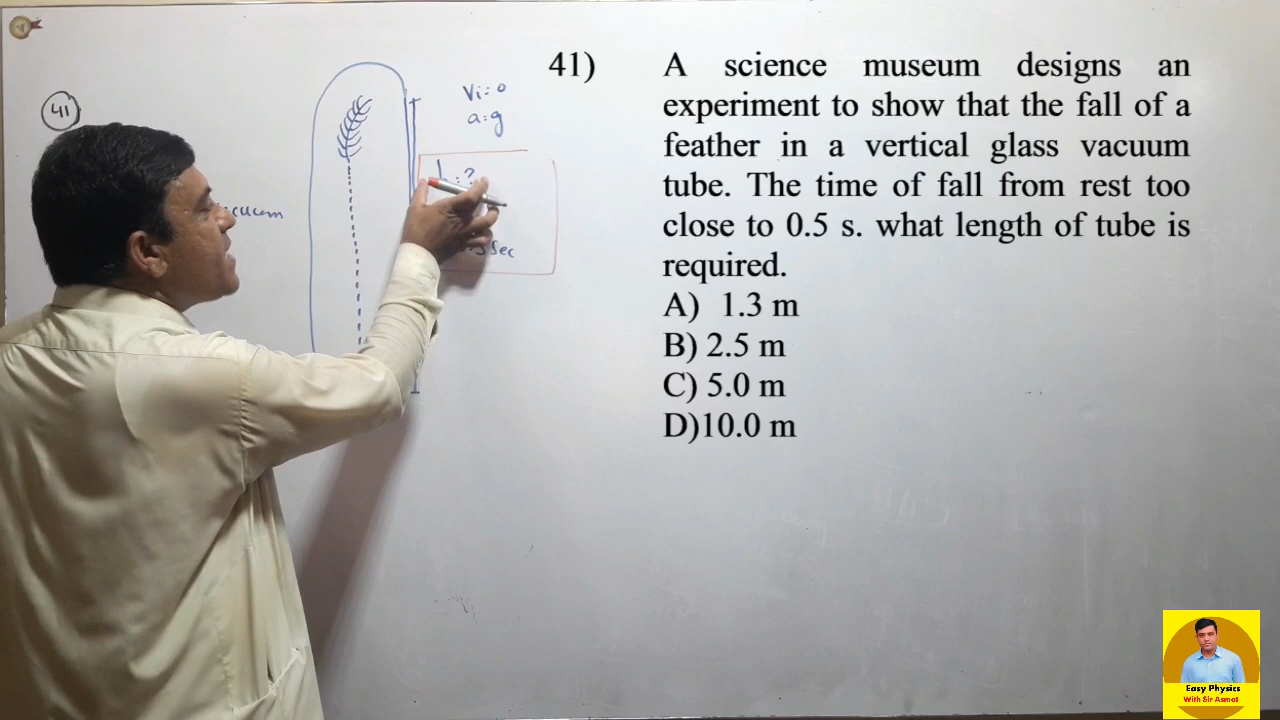 41
Vi = 0
a = g
= ?
Sec
41)
A science museum designs an
experiment to show that the fall of a
feather in a vertical glass vacuum
tube. The time of fall from rest too
close to 0.5 s. what length of tube is
required.
A) 1.3 m
B) 2.5 m
C) 5.0 m
D)10.0 m
Easy Physics
With Sir Asmat